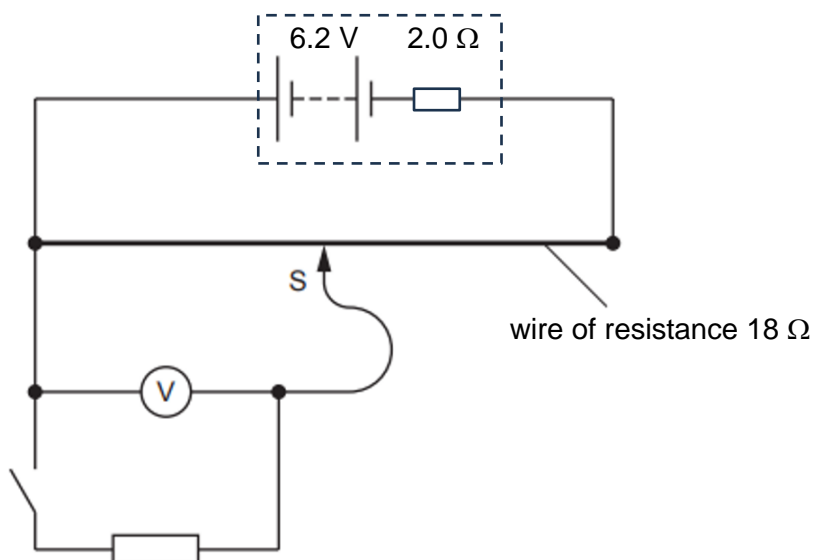 6.2 V 2.0 Ω
S
wire of resistance 18 Ω
V